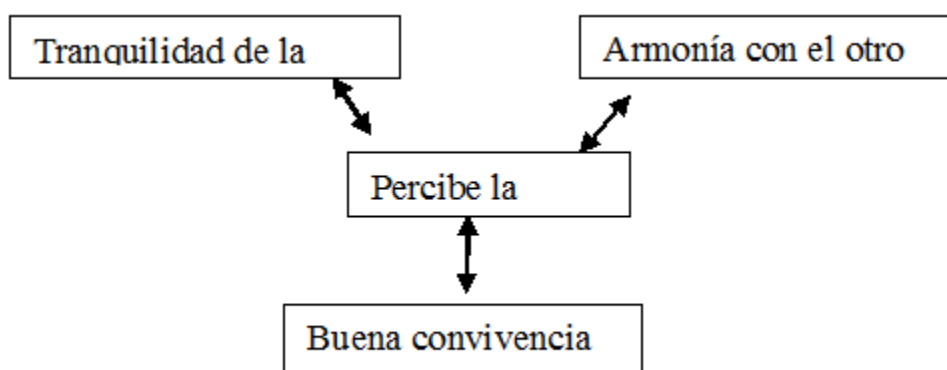 Tranquilidad de la
Armonía con el otro
Percibe la
Buena convivencia